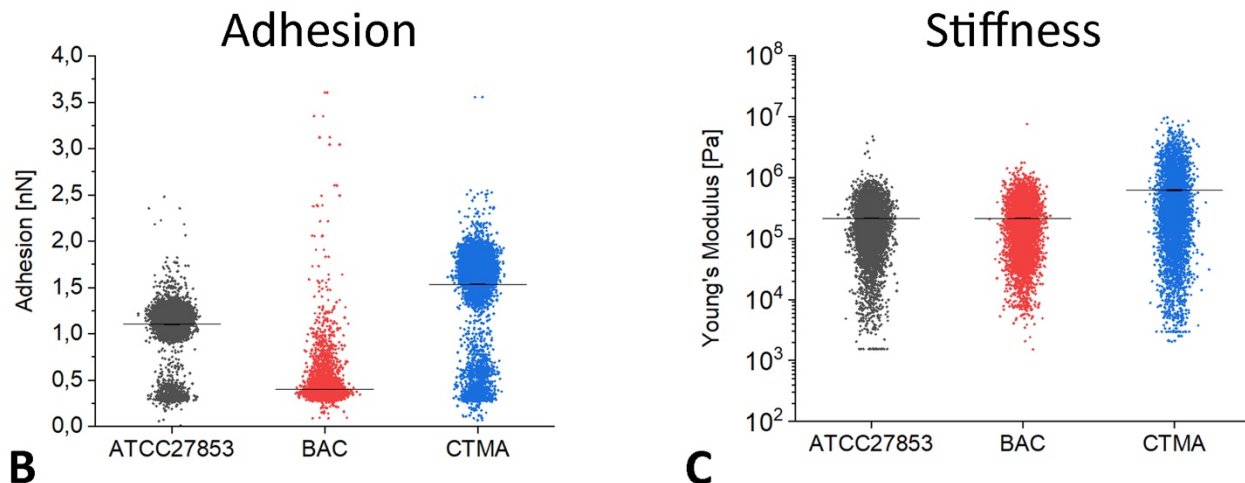 Adhesion
Adhesion [nN]
4,0
3,5
3,0
2,5
2,0
1,5
1,0
0,5
0,0
ATCC27853 BAC CTMA
B
Stiffness
Young's Modulus [Pa]
10⁸
10⁷
10⁶
10⁵
10⁴
10³
10²
ATCC27853 BAC CTMA
C